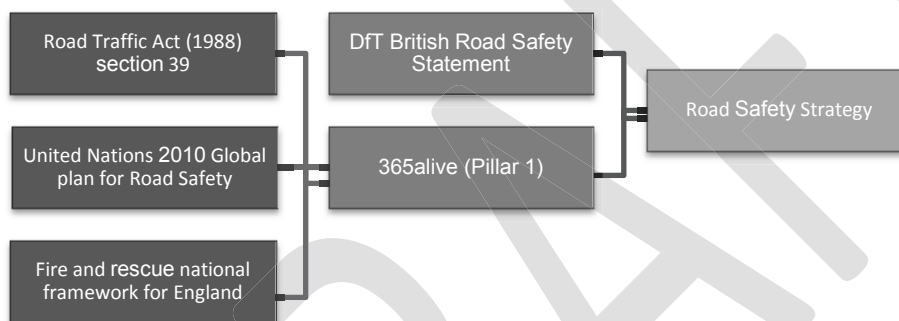 Road Traffic Act (1988)
section 39
DfT British Road Safety
Statement
Road Safety Strategy
United Nations 2010 Global
plan for Road Safety
365alive (Pillar 1)
Fire and rescue national
framework for England